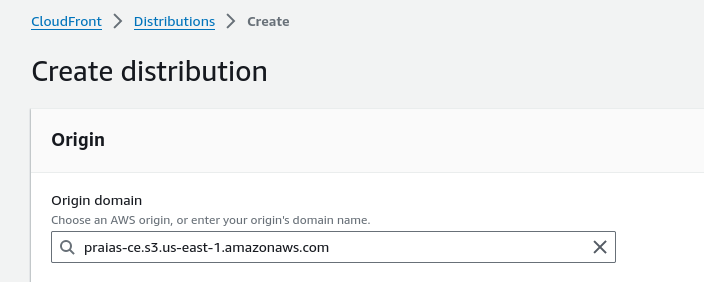 CloudFront > Distributions > Create
Create distribution
Origin
Origin domain
Choose an AWS origin, or enter your origin's domain name.
praias-ce.s3.us-east-1.amazonaws.com